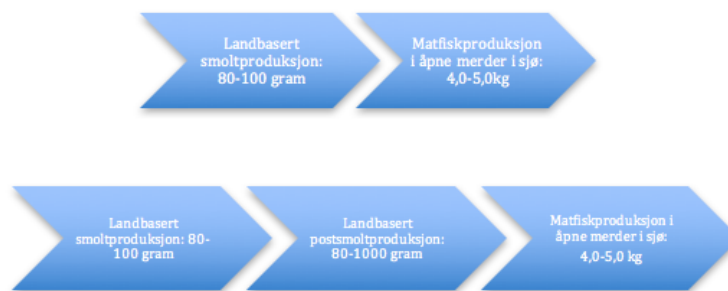 Landbasert
smoltproduksjon:
80-100 gram
Matfiskproduksjon
i åpne merder i sjø:
4,0-5,0kg
Landbasert
smoltproduksjon: 80-
100 gram
Landbasert
postsmoltproduksjon:
80-1000 gram
Matfiskproduksjon i
åpne merder i sjø:
4,0-5,0 kg